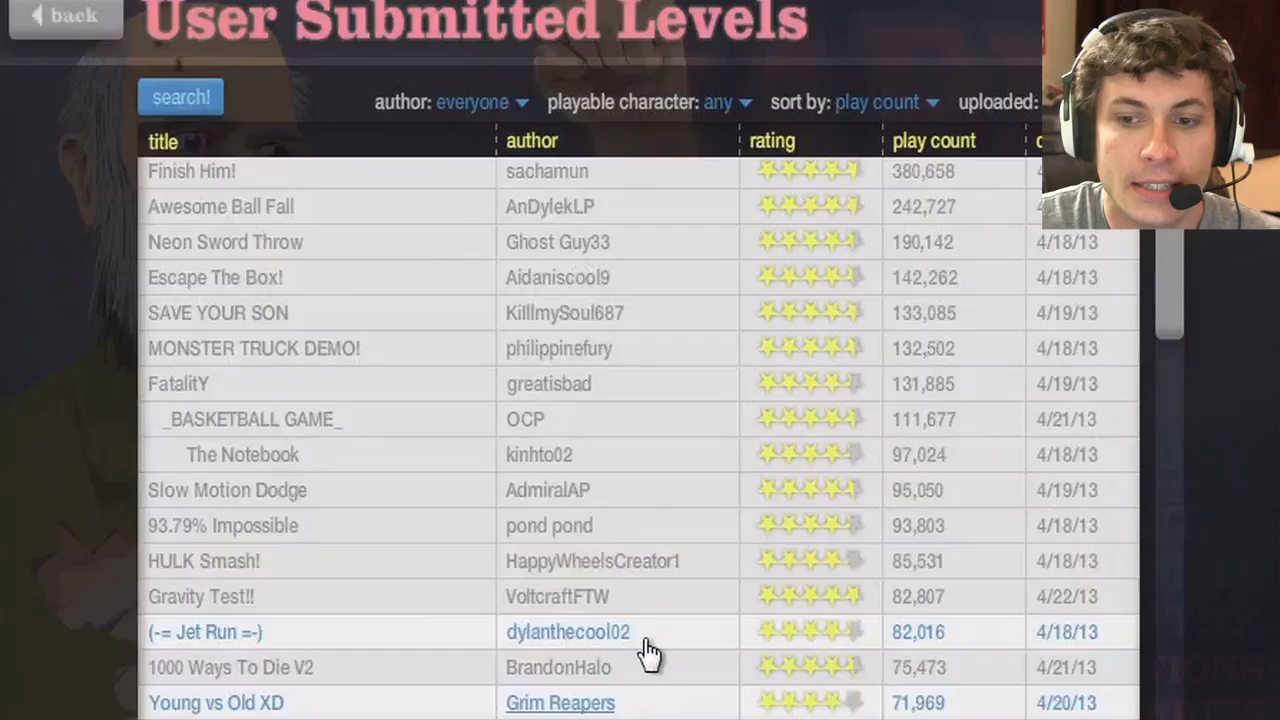 back
User Submitted Levels
search!
author: everyone playable character: any sort by: play count uploaded:
title author rating play count
Finish Him! sachamun 380,658
Awesome Ball Fall AnDylekLP 242,727
Neon Sword Throw Ghost Guy33 190,142 4/18/13
Escape The Box! Aidaniscool9 142,262 4/18/13
SAVE YOUR SON KilllmySoul687 133,085 4/19/13
MONSTER TRUCK DEMO! philippinefury 132,502 4/18/13
FatalitY greatisbad 131,885 4/19/13
_BASKETBALL GAME_ OCP 111,677 4/21/13
The Notebook kinhto02 97,024 4/18/13
Slow Motion Dodge AdmiralAP 95,050 4/19/13
93.79% Impossible pond pond 93,803 4/18/13
HULK Smash! HappyWheelsCreator1 85,531 4/18/13
Gravity Test!! VoltcraftFTW 82,807 4/22/13
(-= Jet Run =-) dylanthecool02 82,016 4/18/13
1000 Ways To Die V2 BrandonHalo 75,473 4/21/13
Young vs Old XD Grim Reapers 71,969 4/20/13